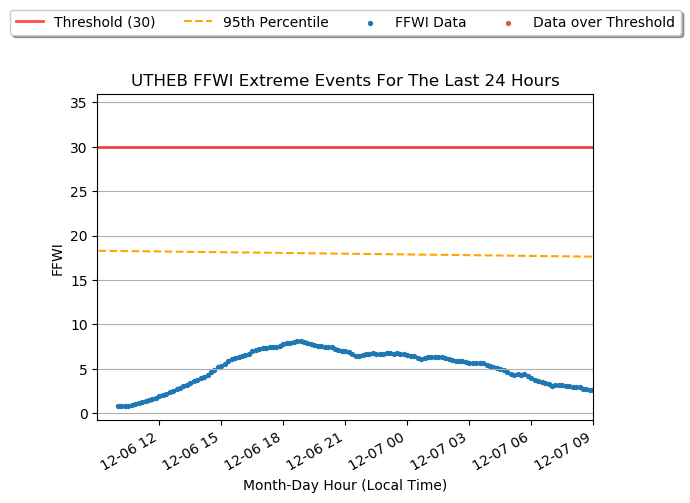 Threshold (30) 95th Percentile FFWI Data Data over Threshold
UTHEB FFWI Extreme Events For The Last 24 Hours
35
30
25
20
15
10
5
0
FFWI
12-06 12 12-06 15 12-06 18 12-06 21 12-07 00 12-07 03 12-07 06 12-07 09
Month-Day Hour (Local Time)